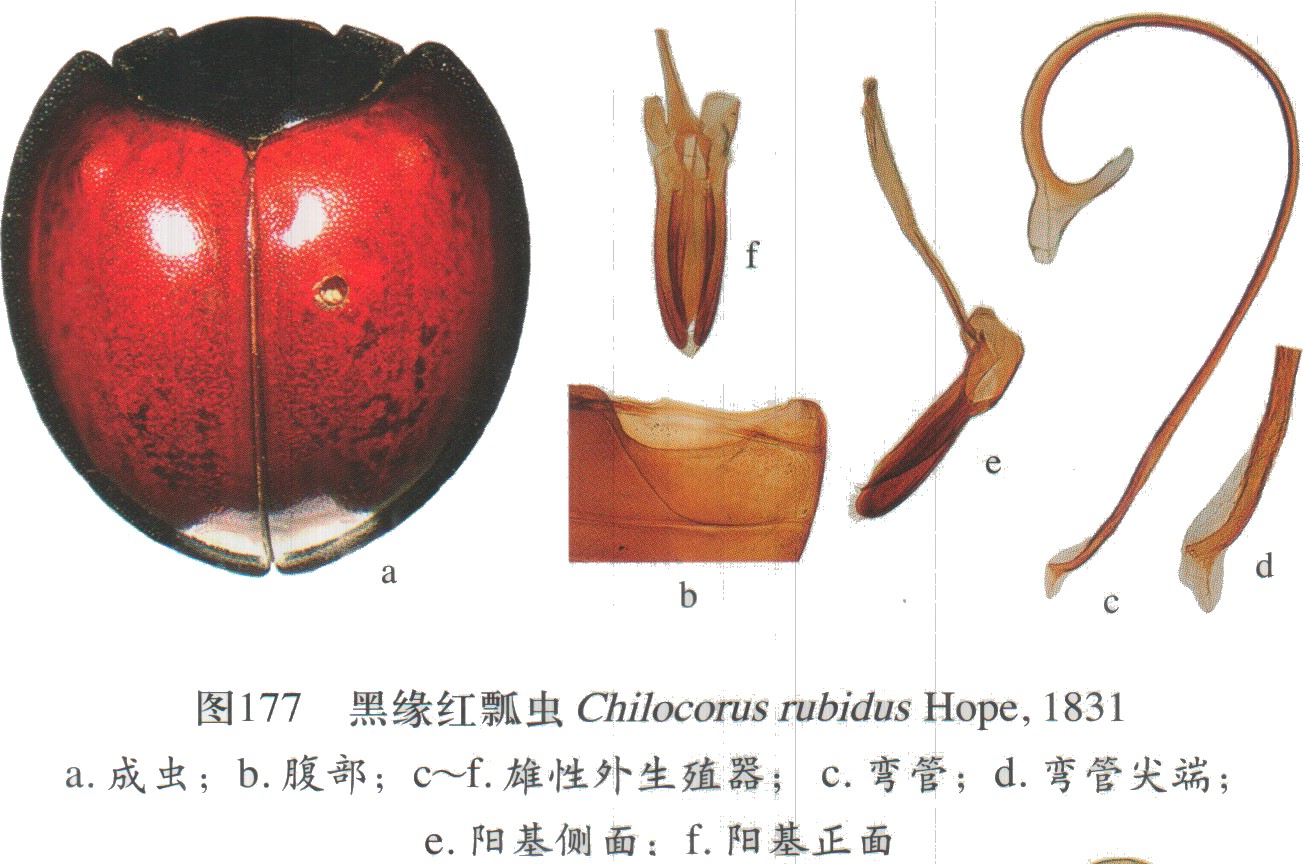 f
a
e
b
d
c
图177 黑缘红瓢虫 Chilocorus rubidus Hope, 1831
a. 成虫；b. 腹部；c～f. 雄性外生殖器； c. 弯管；d. 弯管尖端；
e. 阳基侧面；f. 阳基正面